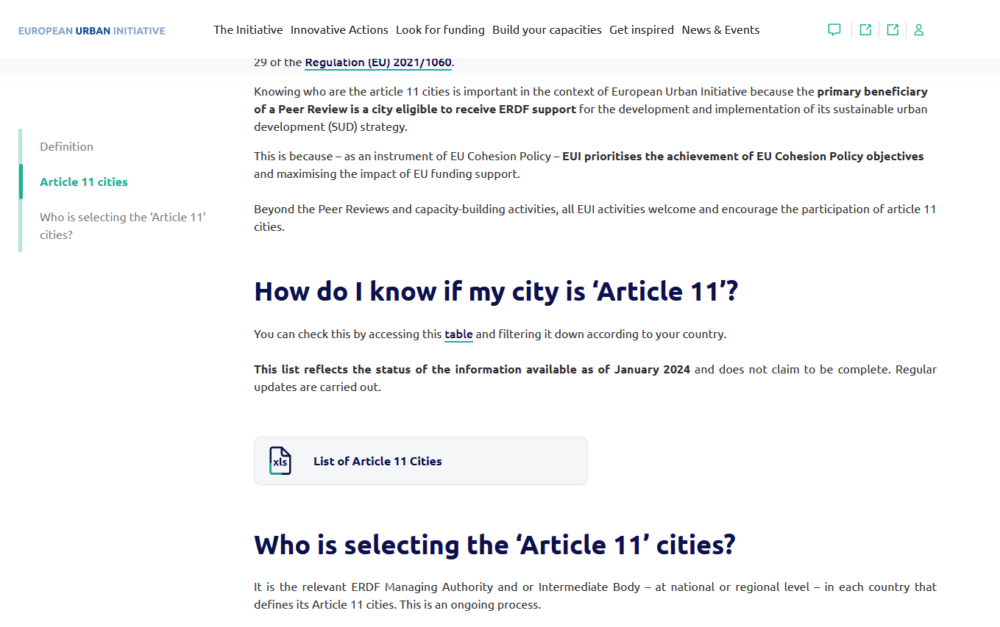 EUROPEAN URBAN INITIATIVE
The Initiative Innovative Actions Look for funding Build your capacities Get inspired News & Events
29 of the Regulation (EU) 2021/1060.
Knowing who are the article 11 cities is important in the context of European Urban Initiative because the primary beneficiary
of a Peer Review is a city eligible to receive ERDF support for the development and implementation of its sustainable urban
development (SUD) strategy.
Definition
Article 11 cities
Who is selecting the ‘Article 11’
cities?
This is because – as an instrument of EU Cohesion Policy – EUI prioritises the achievement of EU Cohesion Policy objectives
and maximising the impact of EU funding support.
Beyond the Peer Reviews and capacity-building activities, all EUI activities welcome and encourage the participation of article 11
cities.
How do I know if my city is ‘Article 11’?
You can check this by accessing this table and filtering it down according to your country.
This list reflects the status of the information available as of January 2024 and does not claim to be complete. Regular
updates are carried out.
xls
List of Article 11 Cities
Who is selecting the ‘Article 11’ cities?
It is the relevant ERDF Managing Authority and or Intermediate Body – at national or regional level – in each country that
defines its Article 11 cities. This is an ongoing process.